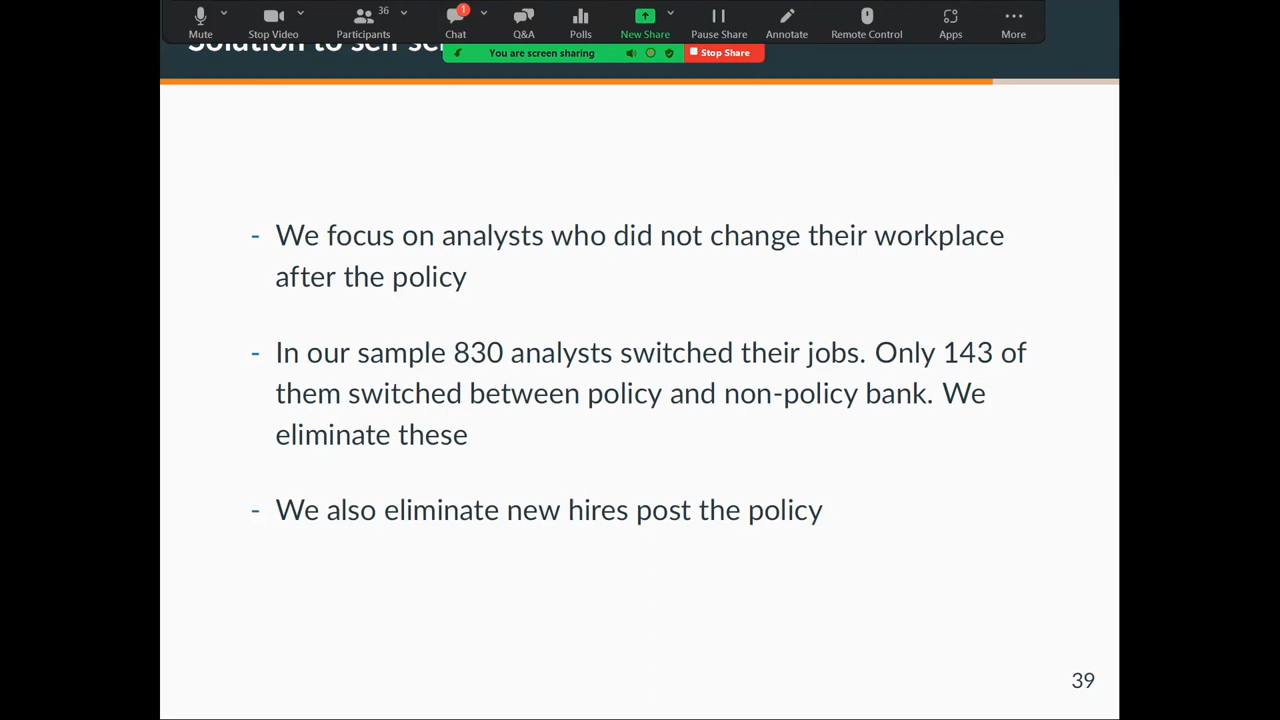 36
1
Mute Stop Video Participants Chat Q&A Polls New Share Pause Share Annotate Remote Control Apps More
Solution to self
You are screen sharing Stop Share
- We focus on analysts who did not change their workplace
after the policy
- In our sample 830 analysts switched their jobs. Only 143 of
them switched between policy and non-policy bank. We
eliminate these
- We also eliminate new hires post the policy
39